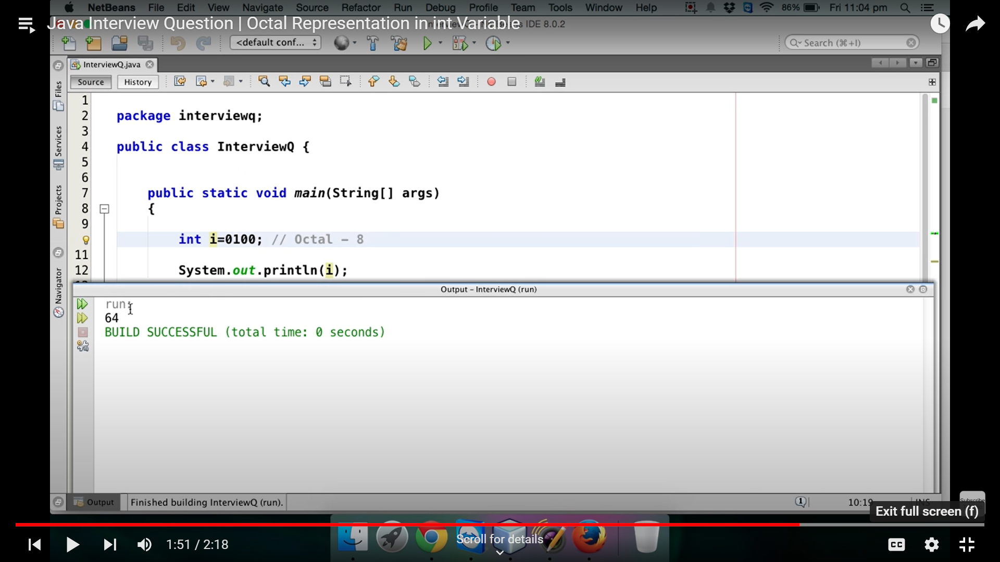 NetBeans File Edit View Navigate Source Refactor Run Debug Profile Team Tools Window Help 86% Fri 11:04 pm
Java Interview Question | Octal Representation in int Variable
IDE 8.0.2
<default conf...
Search (⌘+I)
InterviewQ.java
Source History
Files
Services
Projects
Navigator
1
2 package interviewq;
3
4 public class InterviewQ {
5
6
7 public static void main(String[] args)
8 {
9
int i=0100; // Octal - 8
11
12 System.out.println(i);
Output - InterviewQ (run)
run:
64
BUILD SUCCESSFUL (total time: 0 seconds)
Output Finished building InterviewQ (run). 1 10:19 INS
Subscribe
Exit full screen (f)
1:51 / 2:18
Scroll for details
CC